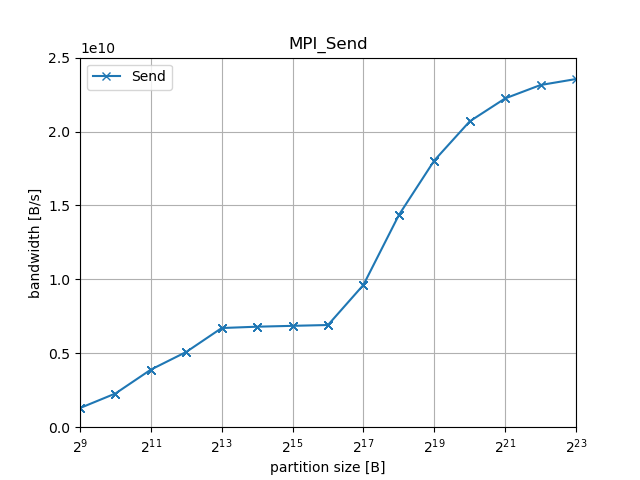 MPI_Send
1e10
2.5
2.0
1.5
1.0
0.5
0.0
bandwidth [B/s]
Send
2^9 2^11 2^13 2^15 2^17 2^19 2^21 2^23
partition size [B]